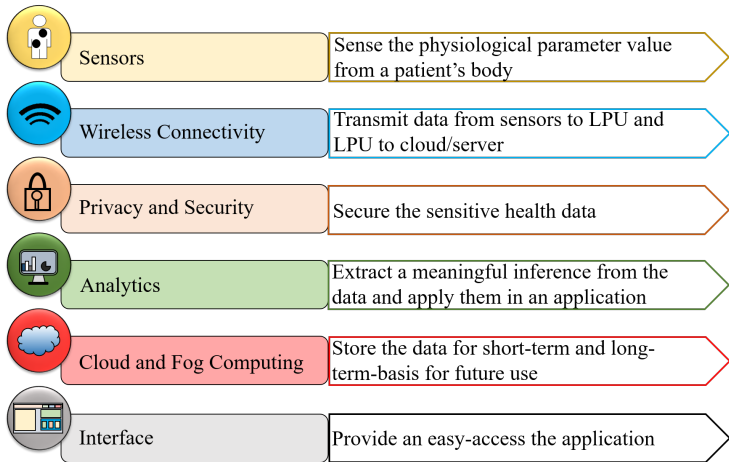 Sensors
Sense the physiological parameter value
from a patient's body
Wireless Connectivity
Transmit data from sensors to LPU and
LPU to cloud/server
Privacy and Security
Secure the sensitive health data
Analytics
Extract a meaningful inference from the
data and apply them in an application
Cloud and Fog Computing
Store the data for short-term and long-
term-basis for future use
Interface
Provide an easy-access the application